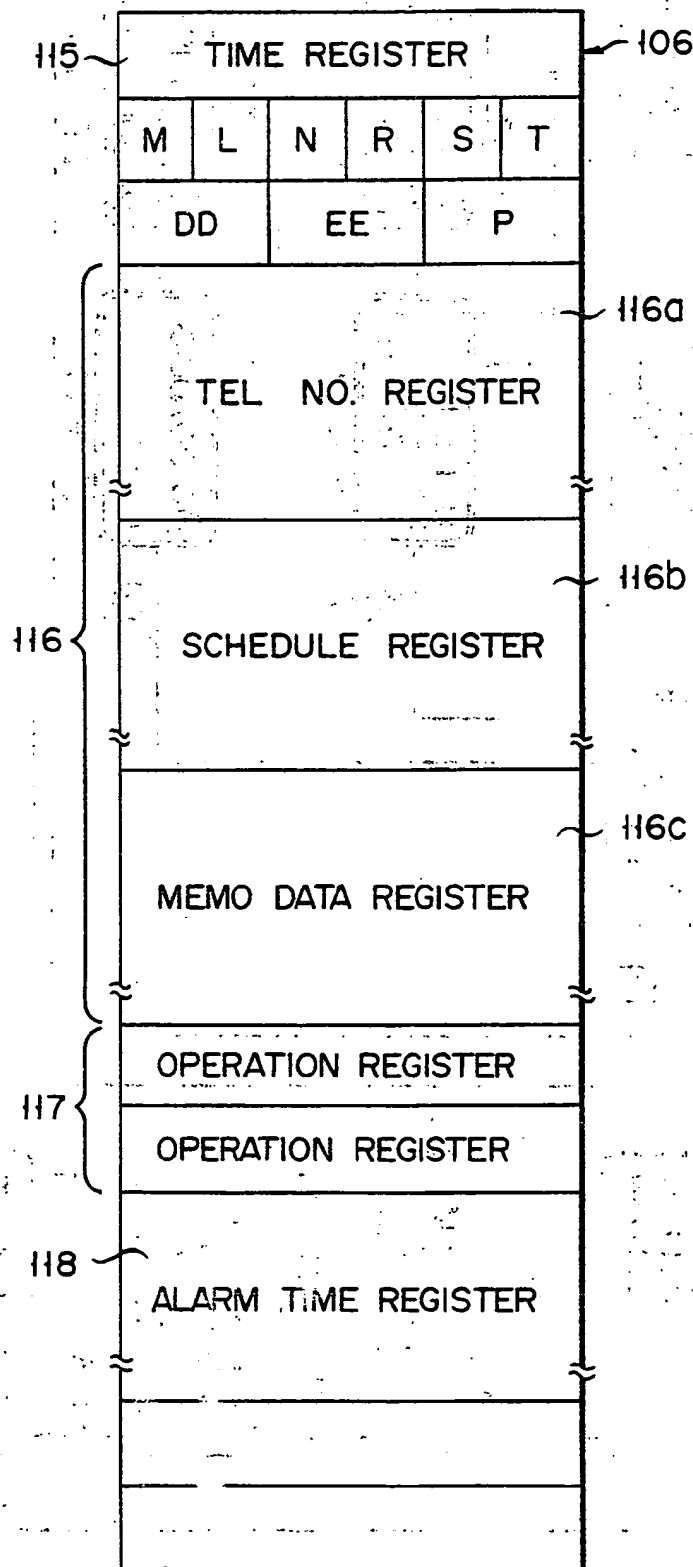 115 TIME REGISTER 106
M L N R S T
DD EE P
116a
TEL NO. REGISTER
116b
116 SCHEDULE REGISTER
116c
MEMO DATA REGISTER
OPERATION REGISTER
117
OPERATION REGISTER
118
ALARM TIME REGISTER